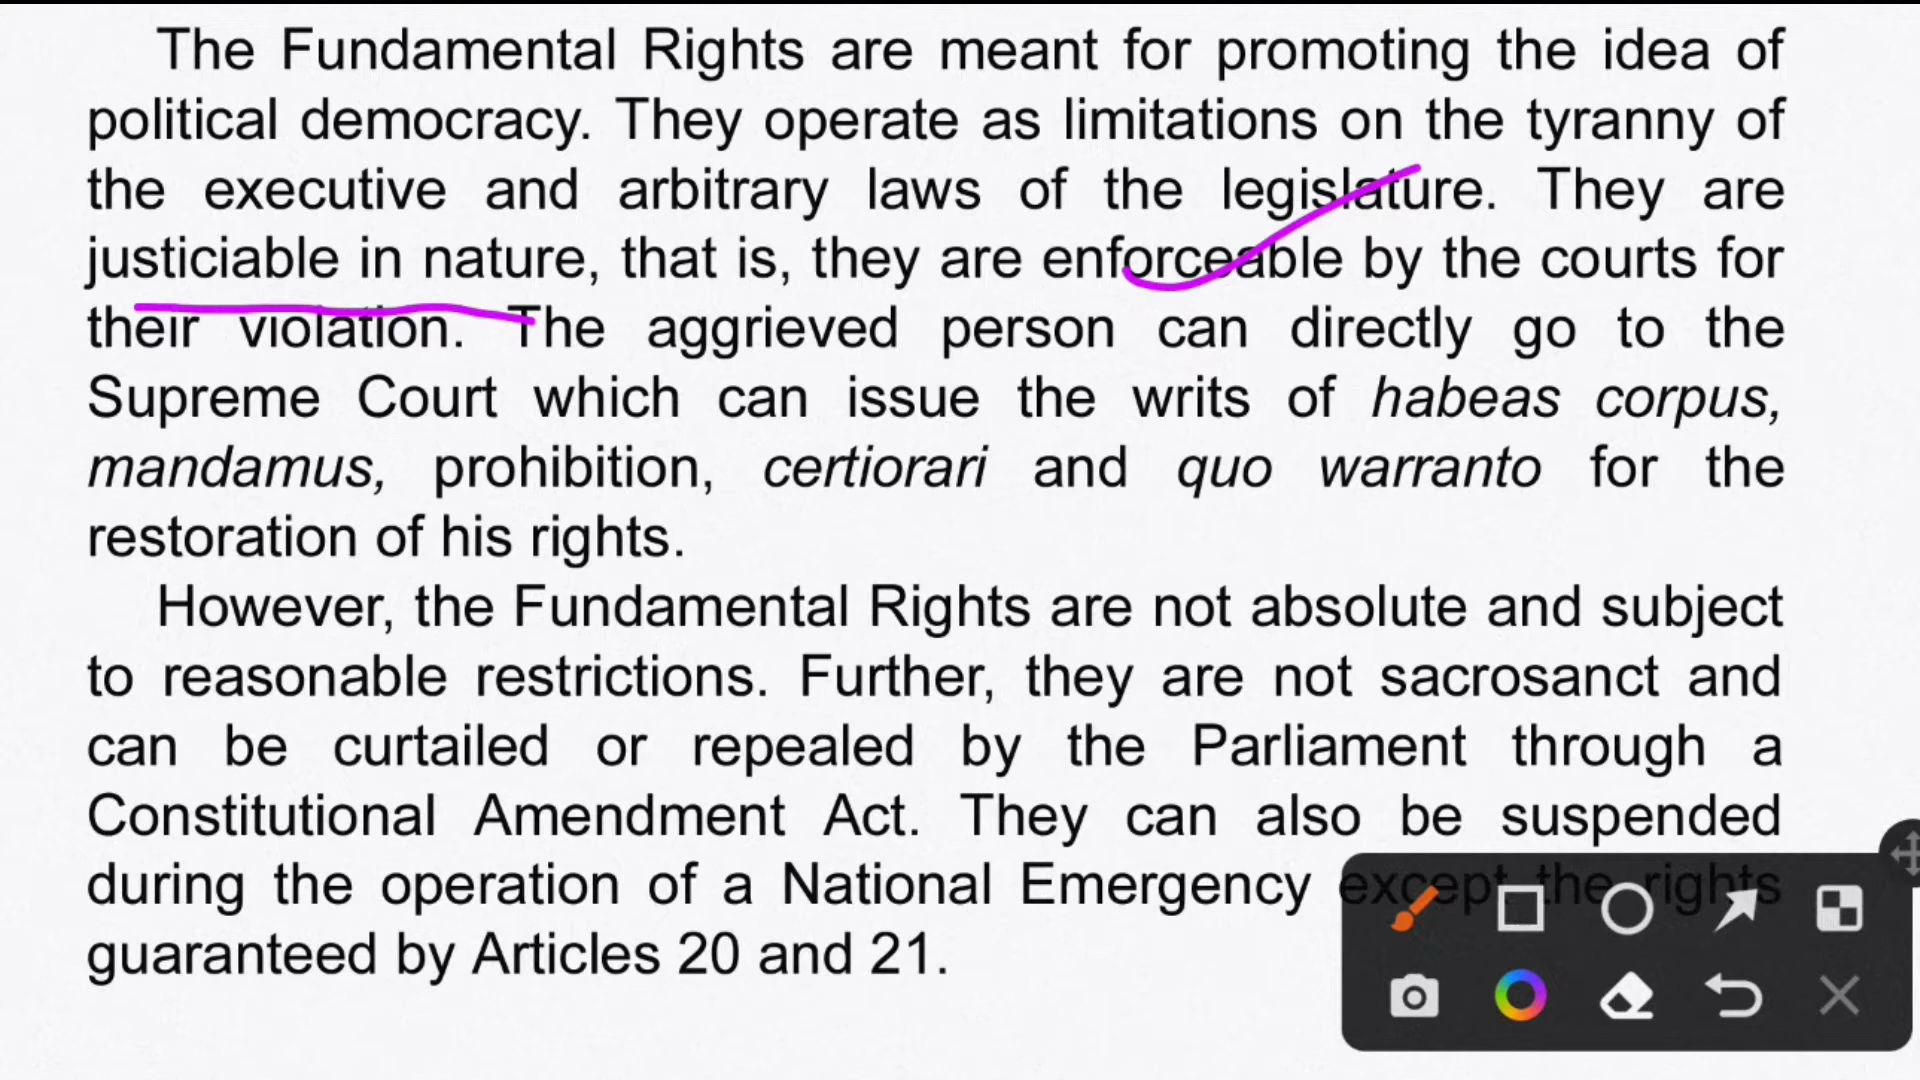 The Fundamental Rights are meant for promoting the idea of
political democracy. They operate as limitations on the tyranny of
the executive and arbitrary laws of the legislature. They are
justiciable in nature, that is, they are enforceable by the courts for
their violation. The aggrieved person can directly go to the
Supreme Court which can issue the writs of habeas corpus,
mandamus, prohibition, certiorari and quo warranto for the
restoration of his rights.
However, the Fundamental Rights are not absolute and subject
to reasonable restrictions. Further, they are not sacrosanct and
can be curtailed or repealed by the Parliament through a
Constitutional Amendment Act. They can also be suspended
during the operation of a National Emergency except the rights
guaranteed by Articles 20 and 21.